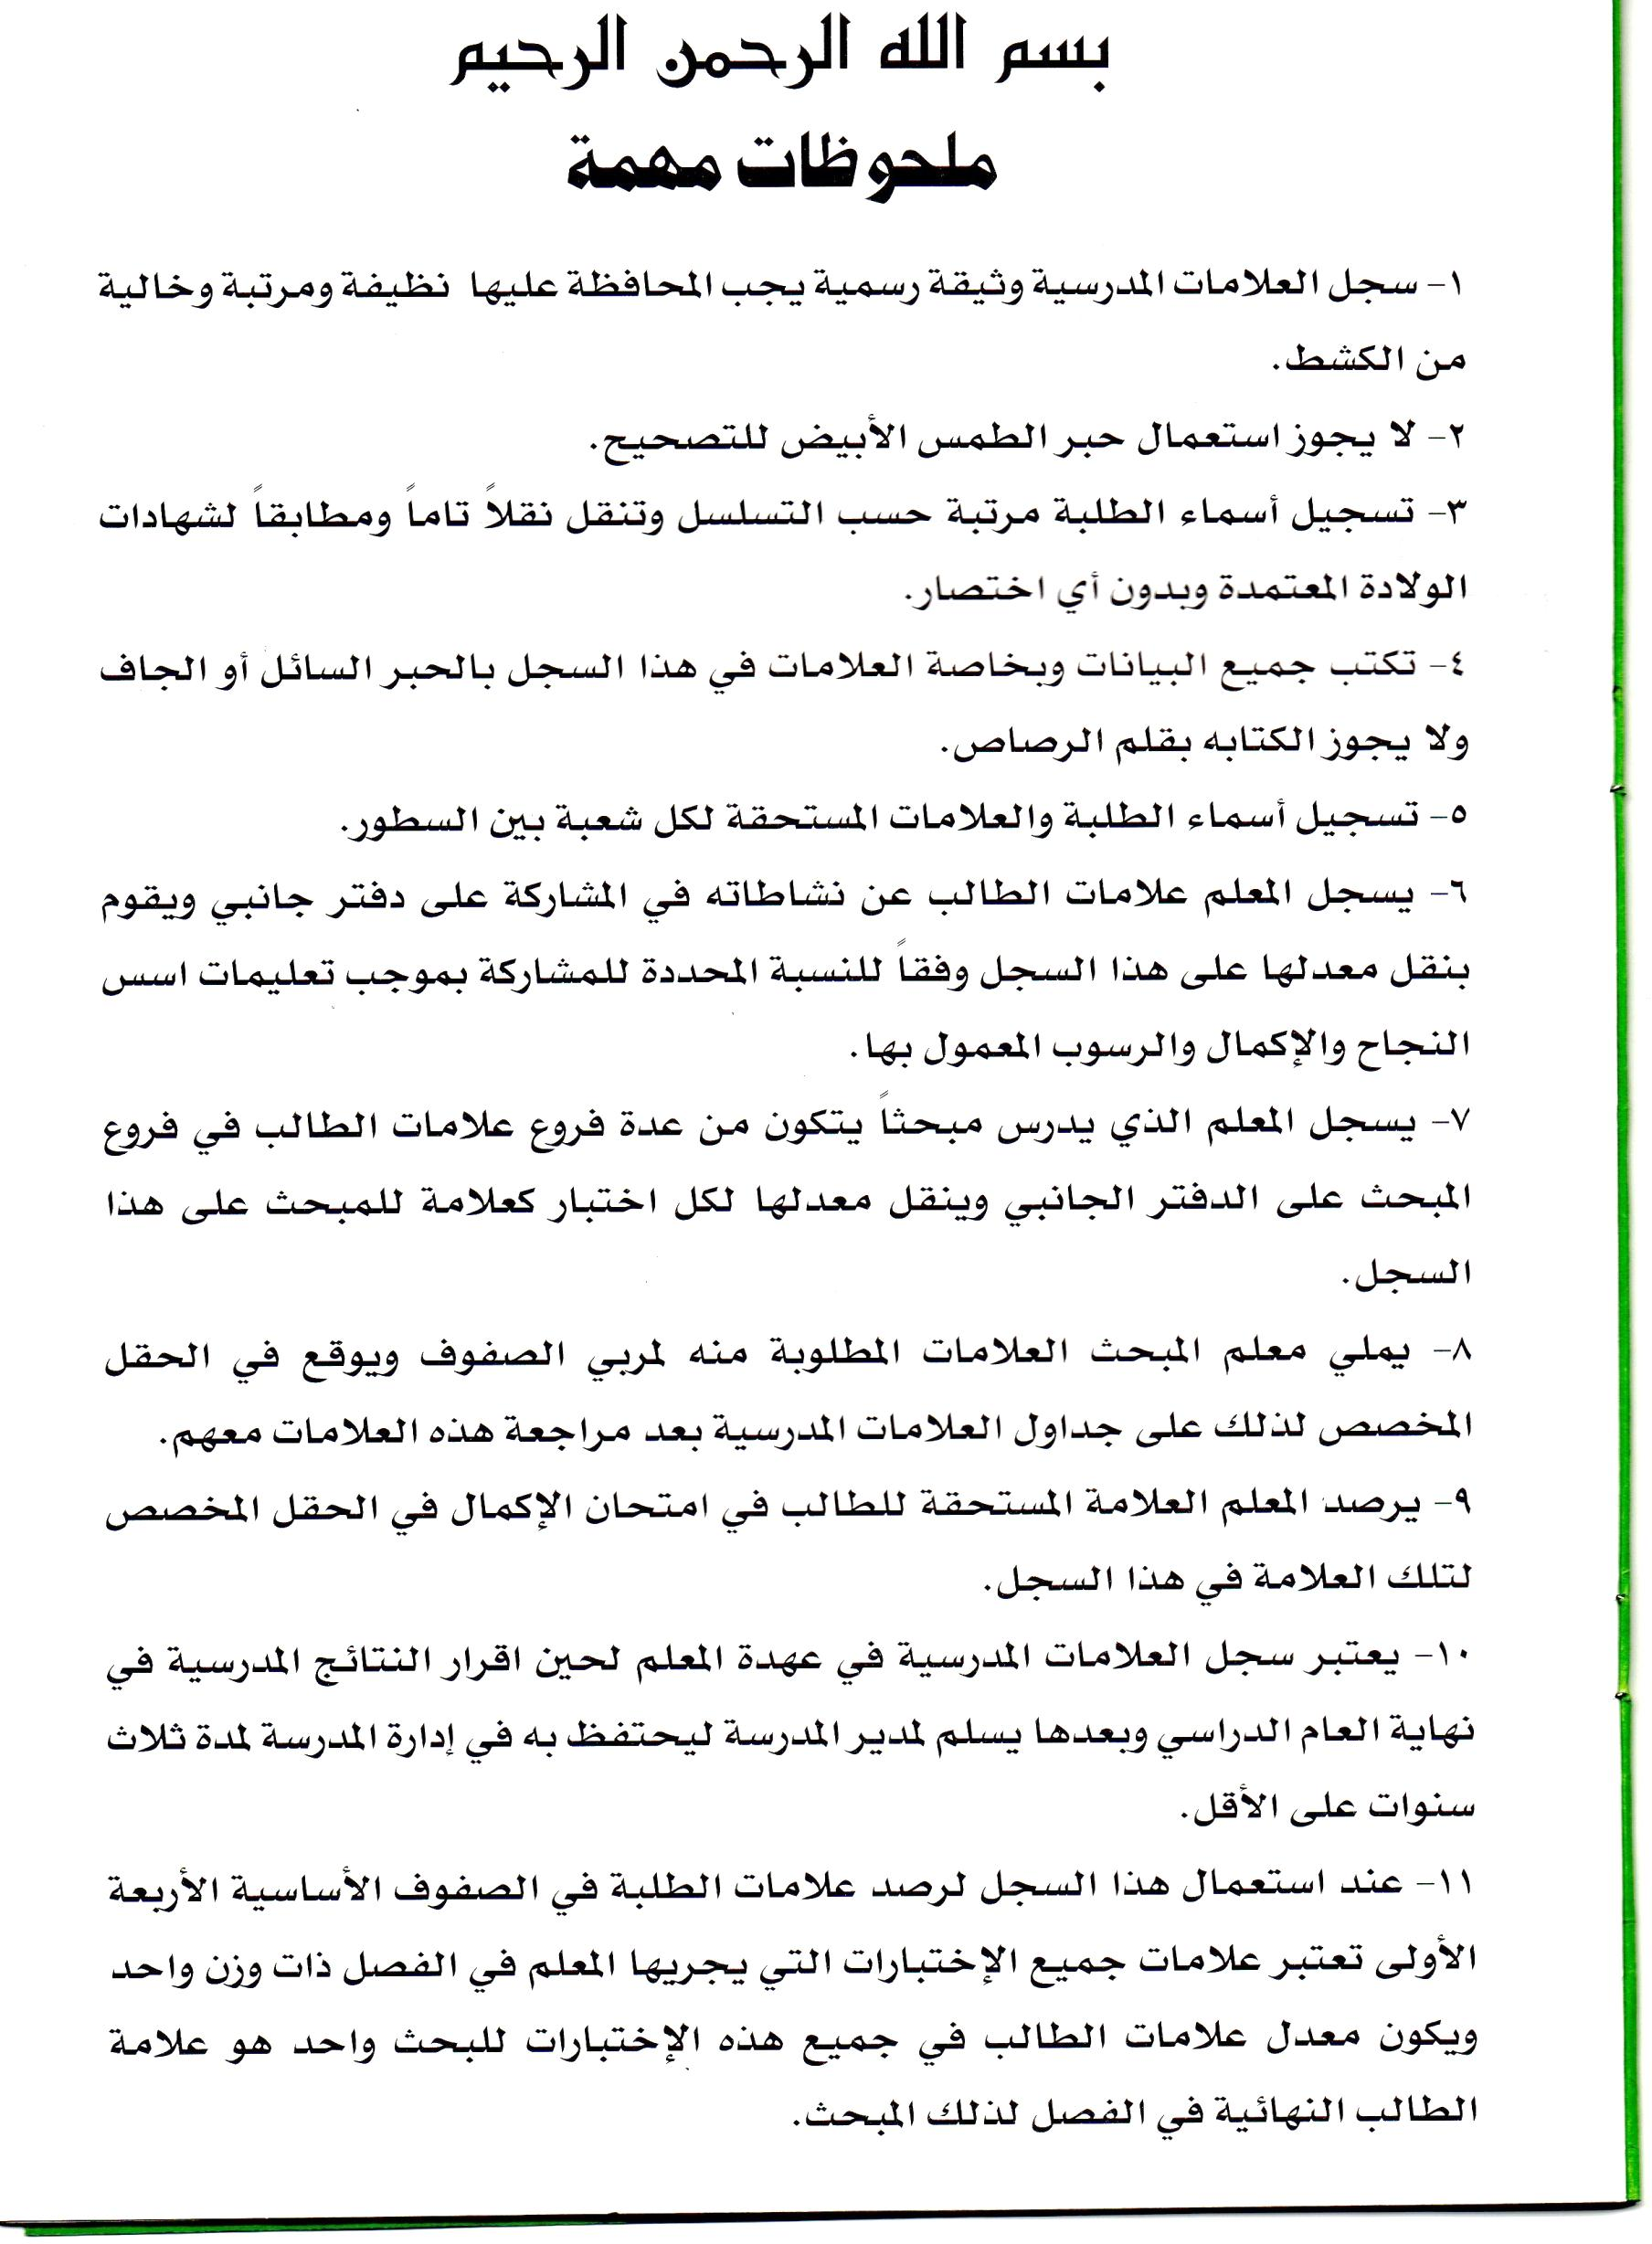 بسم الله الرحمن الرحيم
ملحوظات مهمة
١- سجل العلامات المدرسية وثيقة رسمية يجب المحافظة عليها نظيفة ومرتبة وخالية
من الكشط.
٢- لا يجوز استعمال حبر الطمس الأبيض للتصحيح.
٣- تسجيل أسماء الطلبة مرتبة حسب التسلسل وتنقل نقلاً تاماً ومطابقاً لشهادات
الولادة المعتمدة وبدون أي اختصار.
٤- تكتب جميع البيانات وبخاصة العلامات في هذا السجل بالحبر السائل أو الجاف
ولا يجوز الكتابه بقلم الرصاص.
٥- تسجيل أسماء الطلبة والعلامات المستحقة لكل شعبة بين السطور.
٦- يسجل المعلم علامات الطالب عن نشاطاته في المشاركة على دفتر جانبي ويقوم
بنقل معدلها على هذا السجل وفقاً للنسبة المحددة للمشاركة بموجب تعليمات اسس
النجاح والإكمال والرسوب المعمول بها.
٧- يسجل المعلم الذي يدرس مبحثاً يتكون من عدة فروع علامات الطالب في فروع
المبحث على الدفتر الجانبي وينقل معدلها لكل اختبار كعلامة للمبحث على هذا
السجل.
٨- يملي معلم المبحث العلامات المطلوبة منه لمربي الصفوف ويوقع في الحقل
المخصص لذلك على جداول العلامات المدرسية بعد مراجعة هذه العلامات معهم.
٩- يرصد المعلم العلامة المستحقة للطالب في امتحان الإكمال في الحقل المخصص
لتلك العلامة في هذا السجل.
١٠- يعتبر سجل العلامات المدرسية في عهدة المعلم لحين اقرار النتائج المدرسية في
نهاية العام الدراسي وبعدها يسلم لمدير المدرسة ليحتفظ به في إدارة المدرسة لمدة ثلاث
سنوات على الأقل.
١١- عند استعمال هذا السجل لرصد علامات الطلبة في الصفوف الأساسية الأربعة
الأولى تعتبر علامات جميع الإختبارات التي يجريها المعلم في الفصل ذات وزن واحد
ويكون معدل علامات الطالب في جميع هذه الإختبارات للبحث واحد هو علامة
الطالب النهائية في الفصل لذلك المبحث.